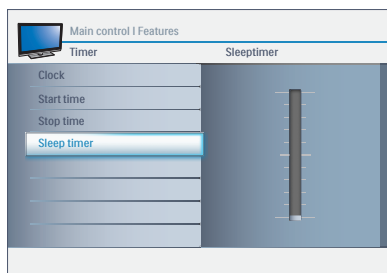 Main control I Features
Timer Sleeptimer
Clock
Start time
Stop time
Sleep timer